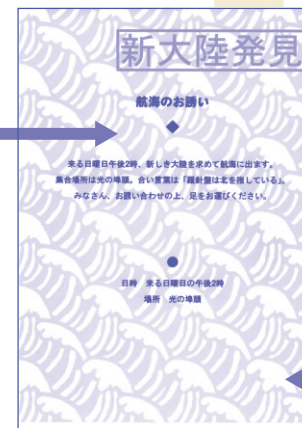 新大陸発見
航海のお誘い
来る日曜日午後2時、新しき大陸を求めて航海に出ます。
集合場所は光の埠頭。合い言葉は「羅針盤は北を指している」。
みなさん、お誘い合わせの上、足をお運びください。
日時 来る日曜日の午後2時
場所 光の埠頭